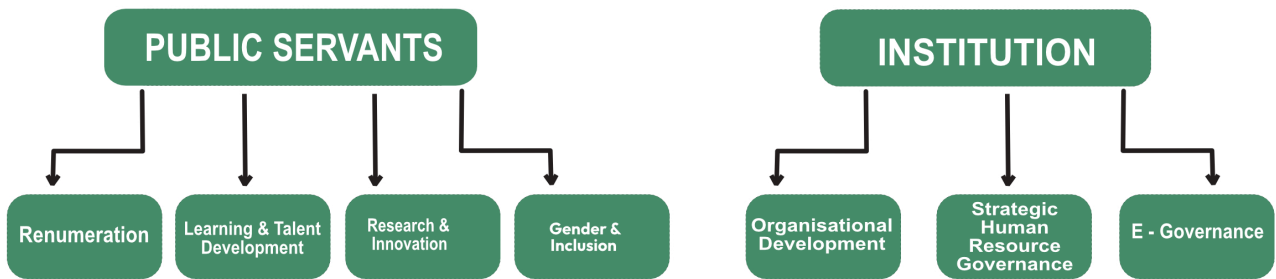 PUBLIC SERVANTS
INSTITUTION
Renumeration
Learning & Talent
Development
Research &
Innovation
Gender &
Inclusion
Organisational
Development
Strategic
Human
Resource
Governance
E - Governance